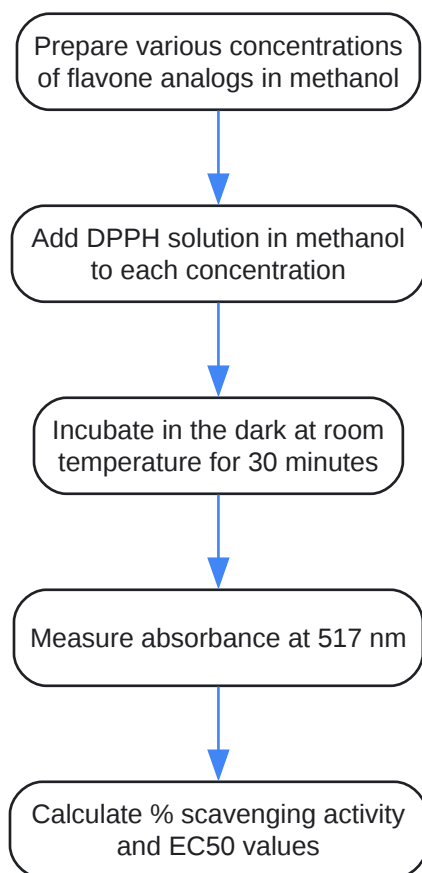 Prepare various concentrations
of flavone analogs in methanol
Add DPPH solution in methanol
to each concentration
Incubate in the dark at room
temperature for 30 minutes
Measure absorbance at 517 nm
Calculate % scavenging activity
and EC50 values